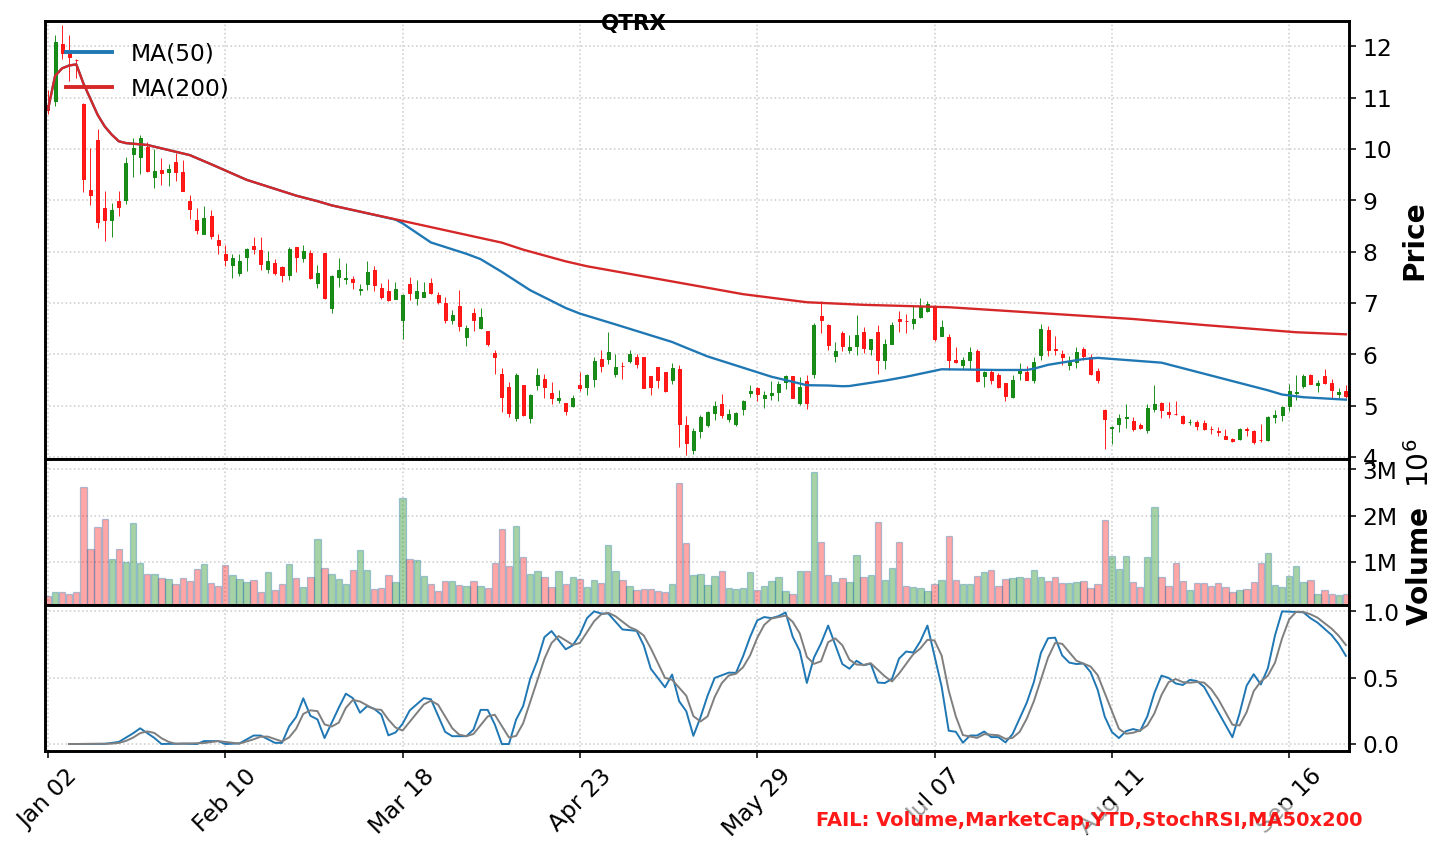 QTRX
MA(50)
MA(200)
12
11
10
9
8
7
6
5
4
Price
3M
2M
1M
Volume 10^6
1.0
0.5
0.0
Jan 02
Feb 10
Mar 18
Apr 23
May 29
Jul 07
Aug 11
Sep 16
FAIL: Volume,MarketCap,YTD,StochRSI,MA50x200